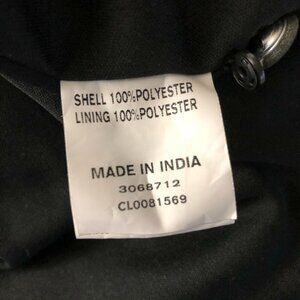 SHELL 100%POLYESTER
LINING 100%POLYESTER
MADE IN INDIA
3068712
CL0081569